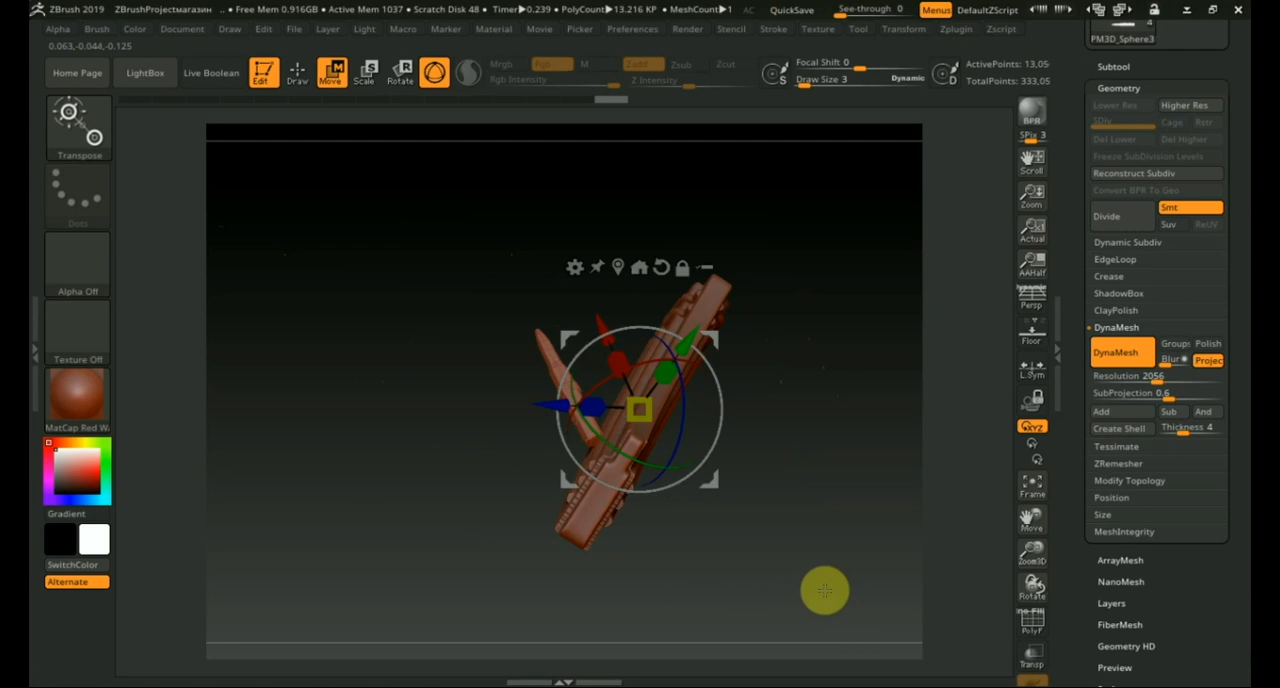 ZBrush 2019 ZBrushProjectмагазин .. • Free Mem 0.916GB • Active Mem 1037 • Scratch Disk 48 • Timer▶0.239 • PolyCount▶13.216 KP • MeshCount▶1 AC QuickSave See-through 0 Menus DefaultZScript
Alpha Brush Color Document Draw Edit File Layer Light Macro Marker Material Movie Picker Preferences Render Stencil Stroke Texture Tool Transform Zplugin Zscript
0.063,-0.044,-0.125
Home Page LightBox Live Boolean Edit Draw Move Scale Rotate
Mrgb Rgb M Zadd Zsub Zcut
Rgb Intensity Z Intensity
S Focal Shift 0
Draw Size 3 Dynamic
D ActivePoints: 13,05
TotalPoints: 333,05
Transpose
Dots
Alpha Off
Texture Off
MatCap Red W
Gradient
SwitchColor
Alternate
BPR
SPix 3
Scroll
Zoom
Actual
AAHalf
Dynamic
Persp
Floor
L.Sym
XYZ
Frame
Move
Zoom3D
Rotate
PolyF
Transp
4
PM3D_Sphere3
Subtool
Geometry
Lower Res Higher Res
SDiv Cage Rstr
Del Lower Del Higher
Freeze SubDivision Levels
Reconstruct Subdiv
Convert BPR To Geo
Divide Smt
Suv ReUV
Dynamic Subdiv
EdgeLoop
Crease
ShadowBox
ClayPolish
DynaMesh
DynaMesh Groups Polish
Blur Projec
Resolution 2056
SubProjection 0.6
Add Sub And
Create Shell Thickness 4
Tessimate
ZRemesher
Modify Topology
Position
Size
MeshIntegrity
ArrayMesh
NanoMesh
Layers
FiberMesh
Geometry HD
Preview